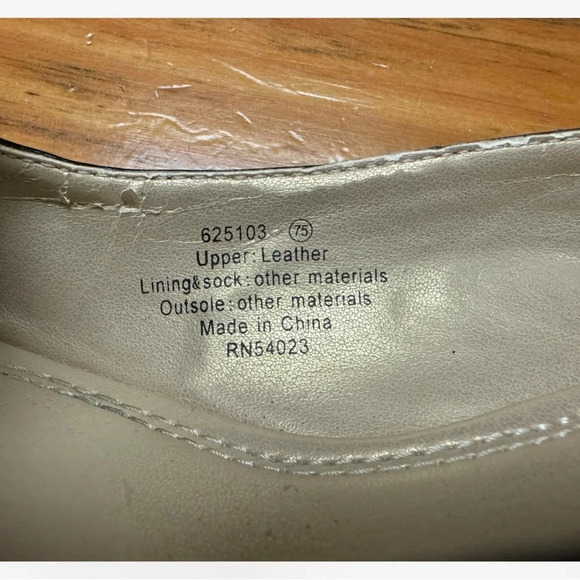 625103 75
Upper: Leather
Lining&sock: other materials
Outsole: other materials
Made in China
RN54023